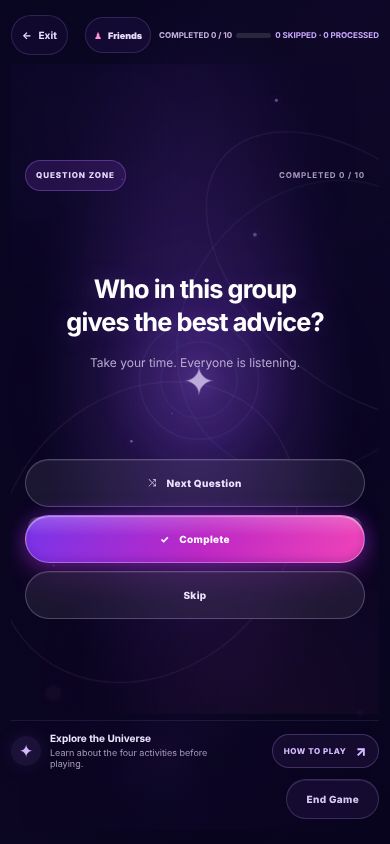 Exit
Friends
COMPLETED 0 / 10
0 SKIPPED · 0 PROCESSED
QUESTION ZONE
COMPLETED 0 / 10
Who in this group
gives the best advice?
Take your time. Everyone is listening.
Next Question
Complete
Skip
Explore the Universe
Learn about the four activities before
playing.
HOW TO PLAY
End Game